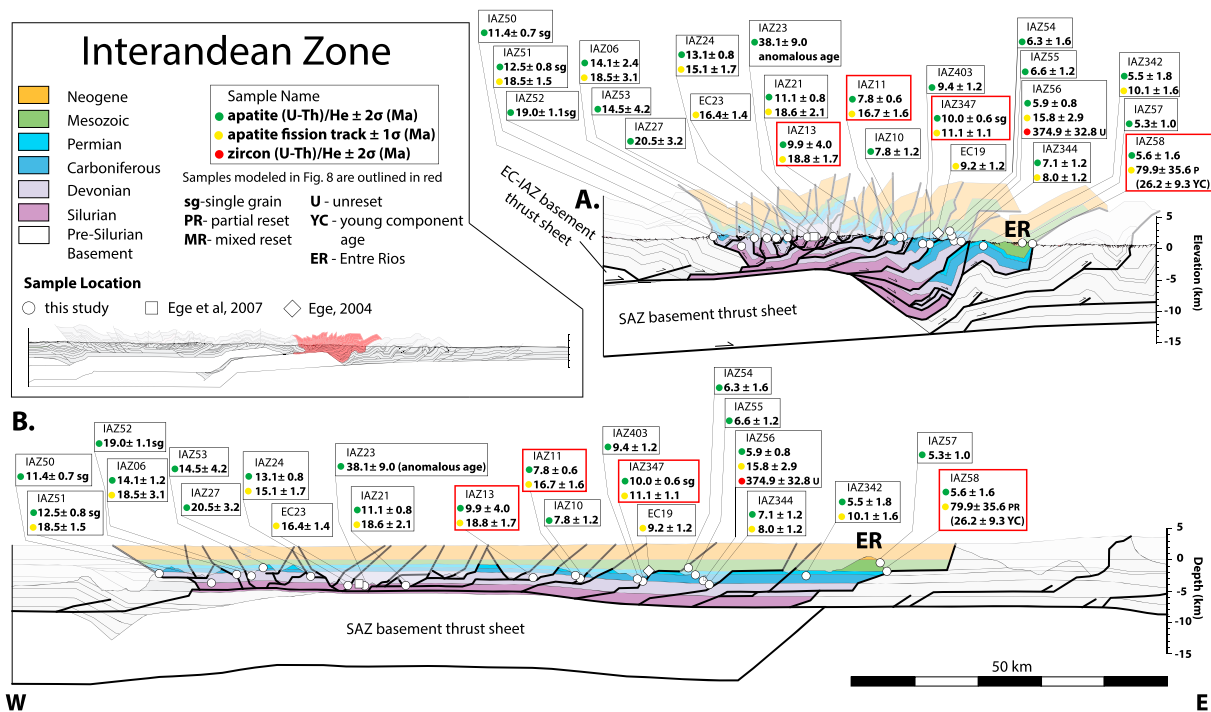 Interandean Zone
Neogene
Mesozoic
Permian
Carboniferous
Devonian
Silurian
Pre-Silurian
Basement
Sample Name
apatite (U-Th)/He ± 2σ (Ma)
apatite fission track ± 1σ (Ma)
zircon (U-Th)/He ± 2σ (Ma)
Samples modeled in Fig. 8 are outlined in red
sg-single grain
PR- partial reset
MR- mixed reset
U - unreset
YC - young component
age
ER - Entre Rios
Sample Location
this study
Ege et al, 2007
Ege, 2004
A.
IAZ50
11.4± 0.7 sg
IAZ51
12.5± 0.8 sg
18.5± 1.5
IAZ52
19.0± 1.1sg
IAZ06
14.1± 2.4
18.5± 3.1
IAZ53
14.5± 4.2
IAZ27
20.5± 3.2
IAZ24
13.1± 0.8
15.1± 1.7
EC23
16.4± 1.4
IAZ23
38.1± 9.0
anomalous age
IAZ21
11.1± 0.8
18.6± 2.1
IAZ13
9.9± 4.0
18.8± 1.7
IAZ11
7.8± 0.6
16.7± 1.6
IAZ10
7.8± 1.2
IAZ403
9.4± 1.2
IAZ347
10.0± 0.6 sg
11.1± 1.1
EC19
9.2± 1.2
IAZ54
6.3± 1.6
IAZ55
6.6± 1.2
IAZ56
5.9± 0.8
15.8± 2.9
374.9± 32.8 U
IAZ344
7.1± 1.2
8.0± 1.2
IAZ342
5.5± 1.8
10.1± 1.6
IAZ57
5.3± 1.0
IAZ58
5.6± 1.6
79.9± 35.6 P
(26.2± 9.3 YC)
EC-IAZ basement
thrust sheet
ER
SAZ basement thrust sheet
5
0
-5
-10
-15
Elevation (km)
B.
IAZ50
11.4± 0.7 sg
IAZ51
12.5± 0.8 sg
18.5± 1.5
IAZ52
19.0± 1.1sg
IAZ06
14.1± 1.2
18.5± 3.1
IAZ53
14.5± 4.2
IAZ27
20.5± 3.2
IAZ24
13.1± 0.8
15.1± 1.7
EC23
16.4± 1.4
IAZ23
38.1± 9.0 (anomalous age)
IAZ21
11.1± 0.8
18.6± 2.1
IAZ13
9.9± 4.0
18.8± 1.7
IAZ11
7.8± 0.6
16.7± 1.6
IAZ10
7.8± 1.2
IAZ403
9.4± 1.2
IAZ347
10.0± 0.6 sg
11.1± 1.1
EC19
9.2± 1.2
IAZ54
6.3± 1.6
IAZ55
6.6± 1.2
IAZ56
5.9± 0.8
15.8± 2.9
374.9± 32.8 U
IAZ344
7.1± 1.2
8.0± 1.2
IAZ342
5.5± 1.8
10.1± 1.6
IAZ57
5.3± 1.0
IAZ58
5.6± 1.6
79.9± 35.6 PR
(26.2± 9.3 YC)
ER
SAZ basement thrust sheet
5
0
-5
-10
-15
Depth (km)
50 km
W
E